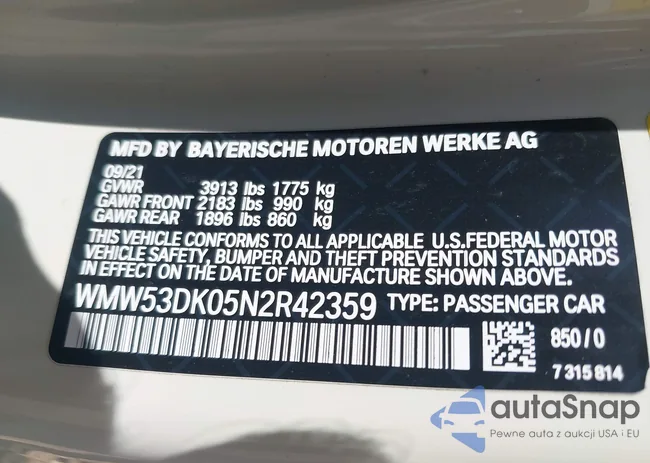 MFD BY BAYERISCHE MOTOREN WERKE AG
09/21
GVWR 3913 lbs 1775 kg
GAWR FRONT 2183 lbs 990 kg
GAWR REAR 1896 lbs 860 kg
THIS VEHICLE CONFORMS TO ALL APPLICABLE U.S.FEDERAL MOTOR
VEHICLE SAFETY, BUMPER AND THEFT PREVENTION STANDARDS
IN EFFECT ON THE DATE OF MANUFACTURE SHOWN ABOVE.
WMW53DK05N2R42359 TYPE: PASSENGER CAR
850/0
7315814
autaSnap
Pewne auta z aukcji USA i EU